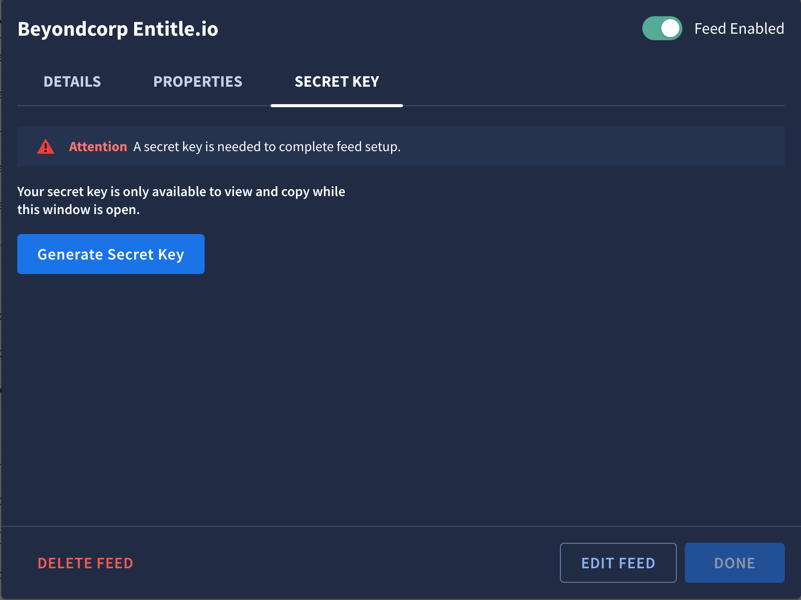 Beyondcorp Entitle.io
Feed Enabled
DETAILS
PROPERTIES
SECRET KEY
Attention A secret key is needed to complete feed setup.
Your secret key is only available to view and copy while
this window is open.
Generate Secret Key
DELETE FEED
EDIT FEED
DONE